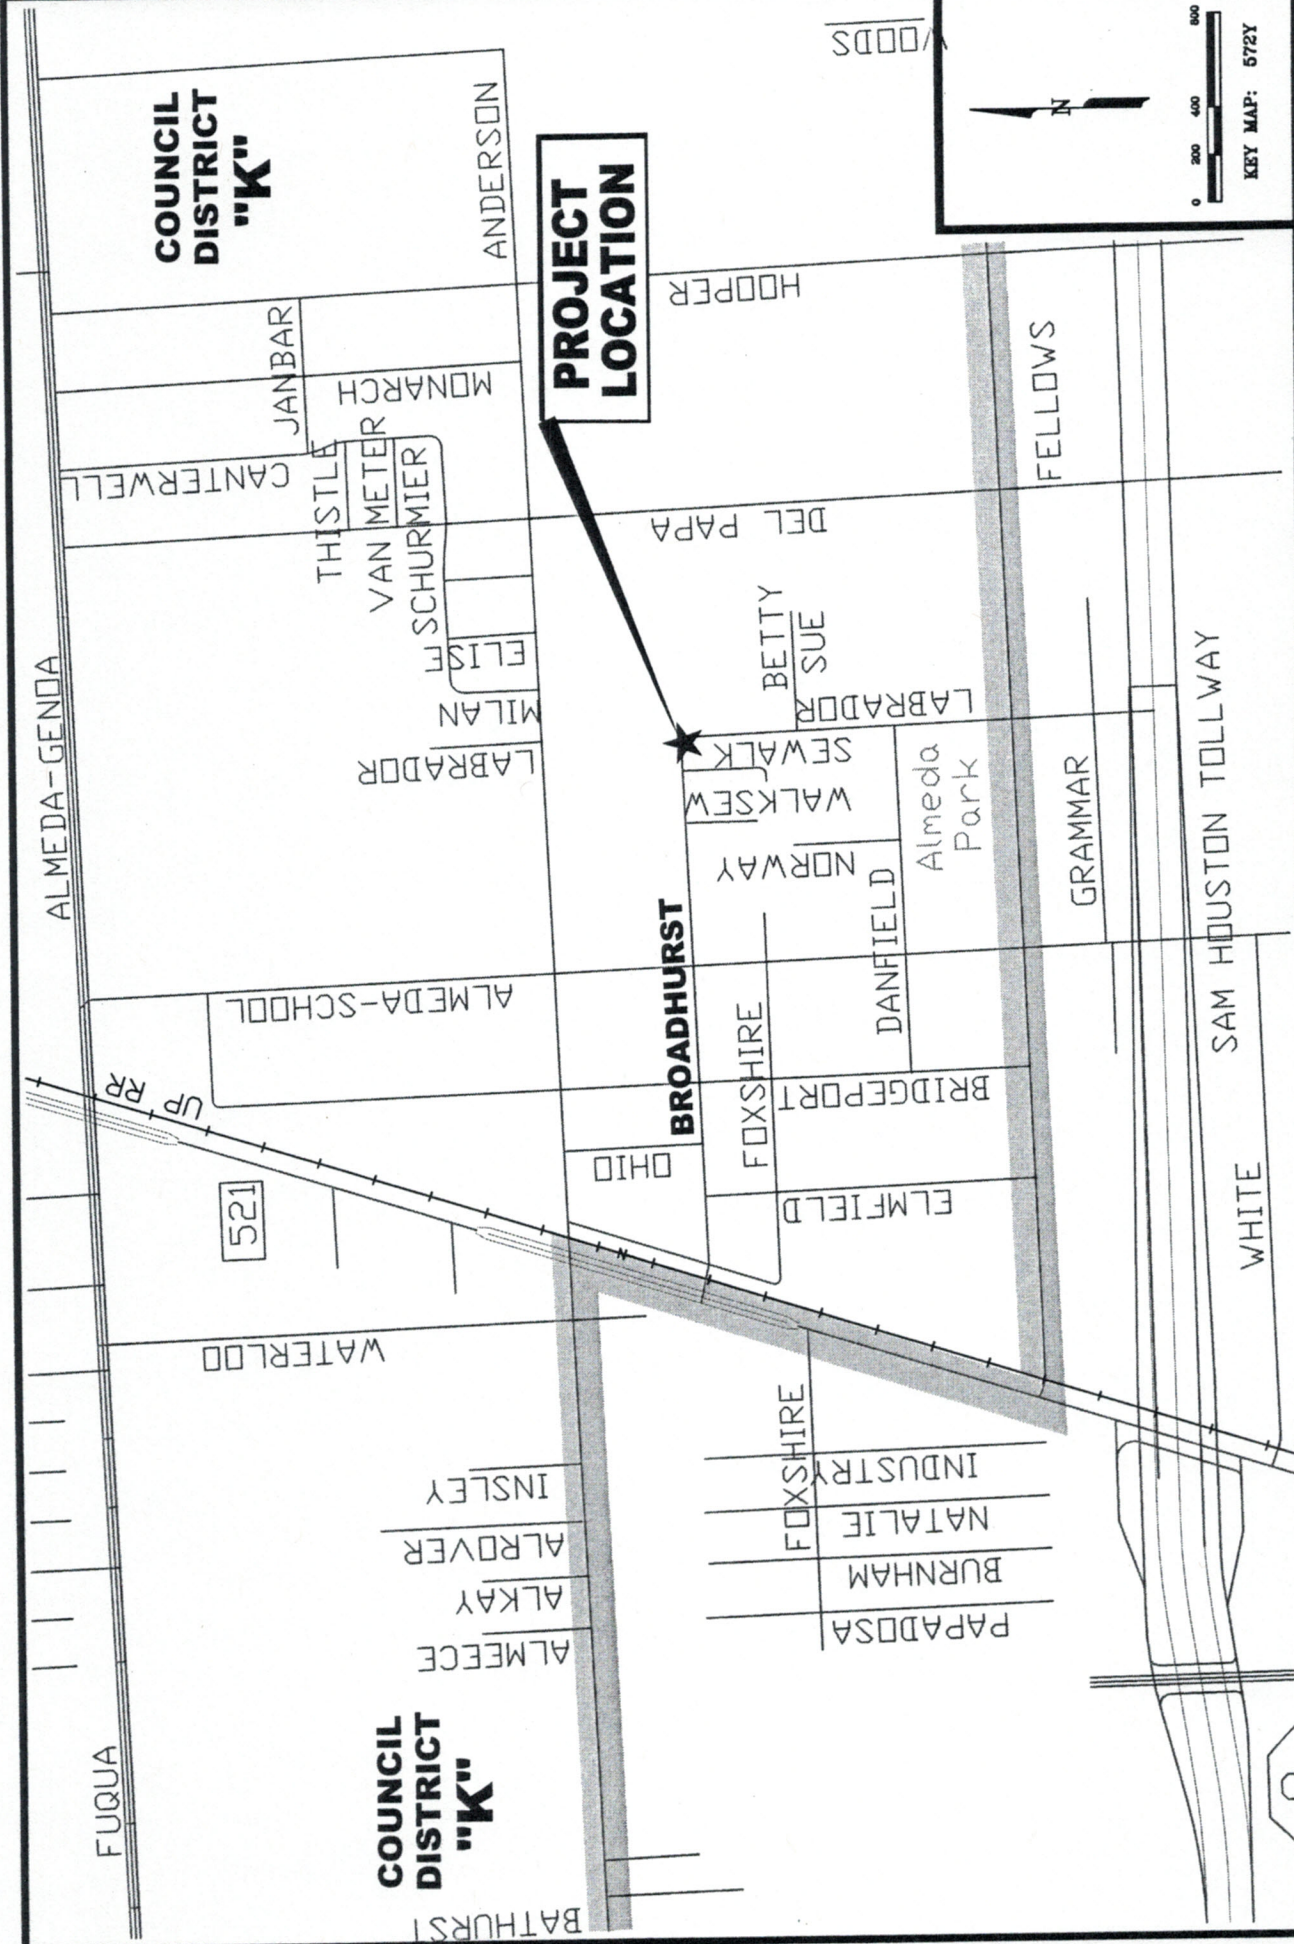 ALMEDA-GENOA
FUQUA
COUNCIL
DISTRICT
"K"
ANDERSON
JANBAR
MONARCH
CANTERWELL
THISTLE
VAN METER
SCHURMIER
ELISE
MILAN
LABRADOR
ALMEDA-SCHOOL
UP RR
521
WATERLOO
INSLEY
ALROVER
ALKAY
ALMEECE
COUNCIL
DISTRICT
"K"
BATHURST
PROJECT
LOCATION
HOOPER
DEL PAPA
BETTY
SUE
LABRADOR
SEWALK
WALKSEW
NORWAY
BROADHURST
DANFIELD
Almeda
Park
FOXSHIRE
OHIO
BRIDGEPORT
ELMFIELD
FOXSHIRE
INDUSTRY
NATALIE
BURNHAM
PAPADOSA
FELLOWS
GRAMMAR
SAM HOUSTON TOLLWAY
WHITE
WOODS
N
0 200 400 800
KEY MAP: 572Y